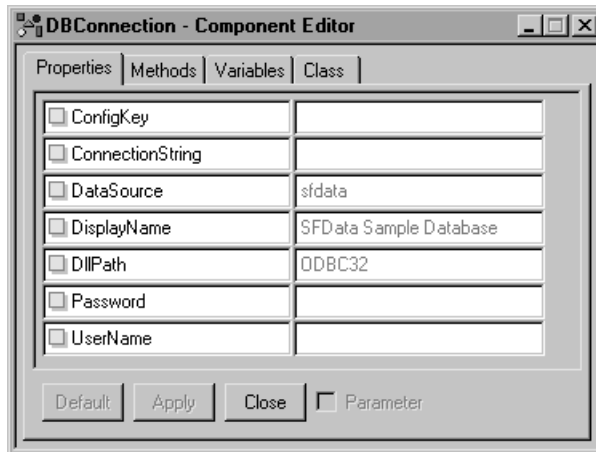 DBConnection - Component Editor
Properties Methods Variables Class
ConfigKey
ConnectionString
DataSource sfdata
DisplayName SFData Sample Database
DllPath ODBC32
Password
UserName
Default Apply Close Parameter